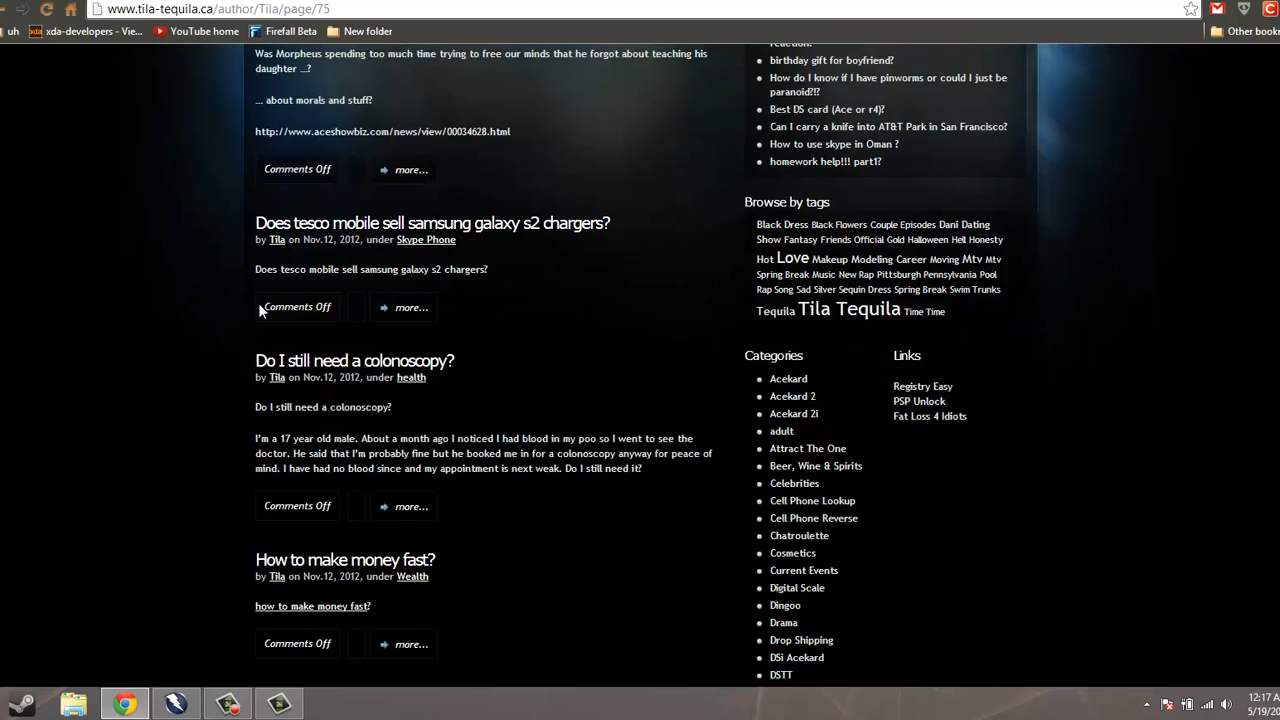 www.tila-tequila.ca/author/Tila/page/75
uh
xda-developers - Vie...
YouTube home
Firefall Beta
New folder
Other book
Was Morpheus spending too much time trying to free our minds that he forgot about teaching his
daughter ...?
... about morals and stuff?
http://www.aceshowbiz.com/news/view/00034628.html
Comments Off
more...
Does tesco mobile sell samsung galaxy s2 chargers?
by Tila on Nov.12, 2012, under Skype Phone
Does tesco mobile sell samsung galaxy s2 chargers?
Comments Off
more...
Do I still need a colonoscopy?
by Tila on Nov.12, 2012, under health
Do I still need a colonoscopy?
I'm a 17 year old male. About a month ago I noticed I had blood in my poo so I went to see the
doctor. He said that I'm probably fine but he booked me in for a colonoscopy anyway for peace of
mind. I have had no blood since and my appointment is next weak. Do I still need it?
Comments Off
more...
How to make money fast?
by Tila on Nov.12, 2012, under Wealth
how to make money fast?
Comments Off
more...
reaction?
birthday gift for boyfriend?
How do I know if I have pinworms or could I just be
paranoid?!?
Best DS card (Ace or r4)?
Can I carry a knife into AT&T Park in San Francisco?
How to use skype in Oman ?
homework help!!! part1?
Browse by tags
Black Dress Black Flowers Couple Episodes Dani Dating
Show Fantasy Friends Official Gold Halloween Hell Honesty
Hot Love Makeup Modeling Career Moving Mtv Mtv
Spring Break Music New Rap Pittsburgh Pennsylvania Pool
Rap Song Sad Silver Sequin Dress Spring Break Swim Trunks
Tequila Tila Tequila Time Time
Categories
Acekard
Acekard 2
Acekard 2i
adult
Attract The One
Beer, Wine & Spirits
Celebrities
Cell Phone Lookup
Cell Phone Reverse
Chatroulette
Cosmetics
Current Events
Digital Scale
Dingoo
Drama
Drop Shipping
DSi Acekard
DSTT
Links
Registry Easy
PSP Unlock
Fat Loss 4 Idiots
12:17 A
5/19/20